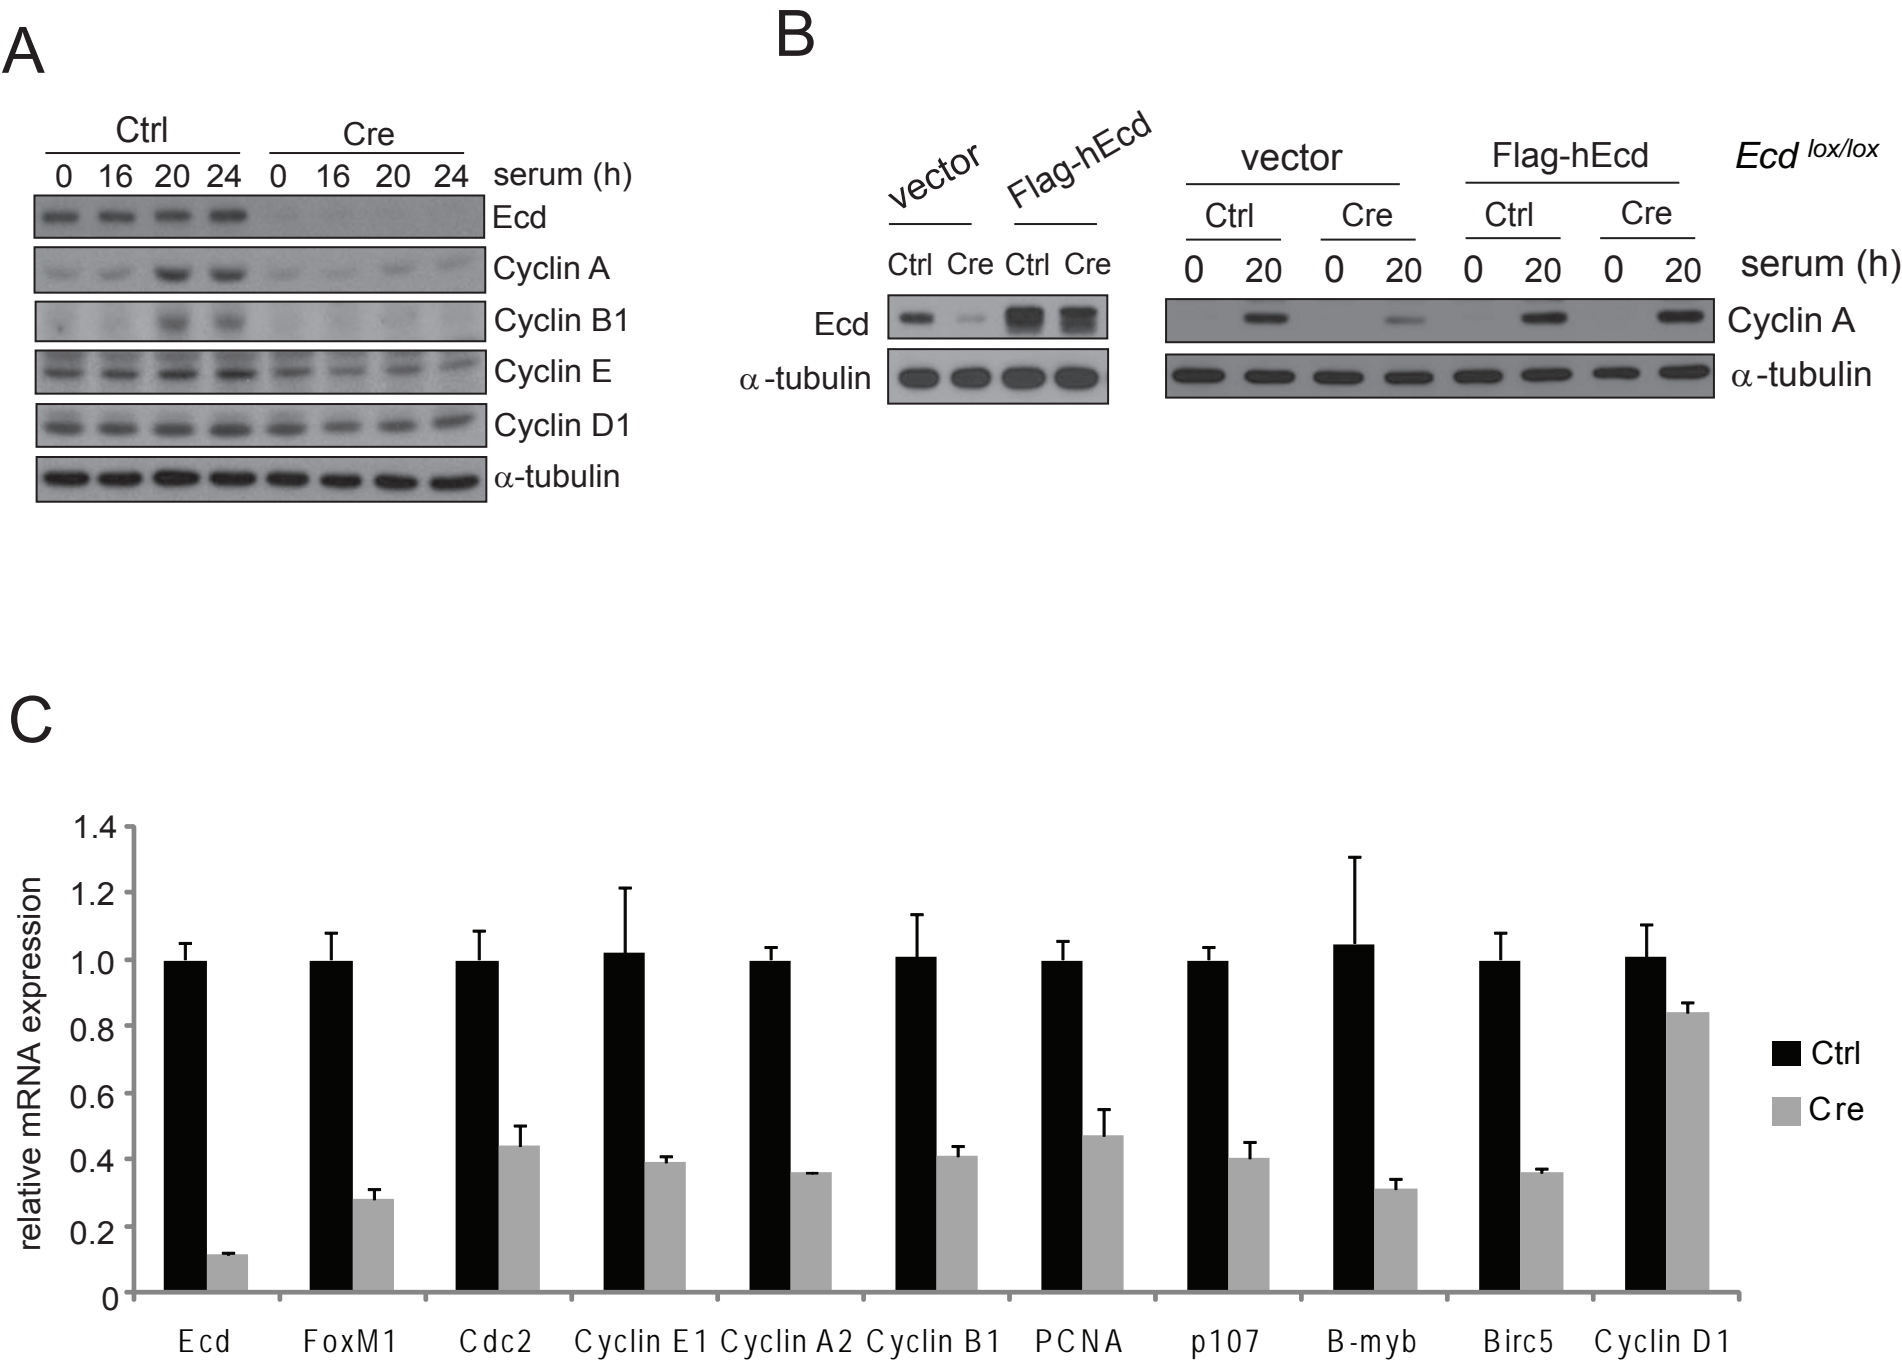 A
Ctrl Cre
0 16 20 24 0 16 20 24 serum (h)
Ecd
Cyclin A
Cyclin B1
Cyclin E
Cyclin D1
α-tubulin
B
vector Flag-hEcd
Ctrl Cre Ctrl Cre
Ecd
α-tubulin
vector Flag-hEcd Ecd lox/lox
Ctrl Cre Ctrl Cre
0 20 0 20 0 20 0 20 serum (h)
Cyclin A
α-tubulin
C
relative mRNA expression
1.4
1.2
1.0
0.8
0.6
0.4
0.2
0
Ecd FoxM1 Cdc2 Cyclin E1 Cyclin A2 Cyclin B1 PCNA p107 B-myb Birc5 Cyclin D1
Ctrl
Cre